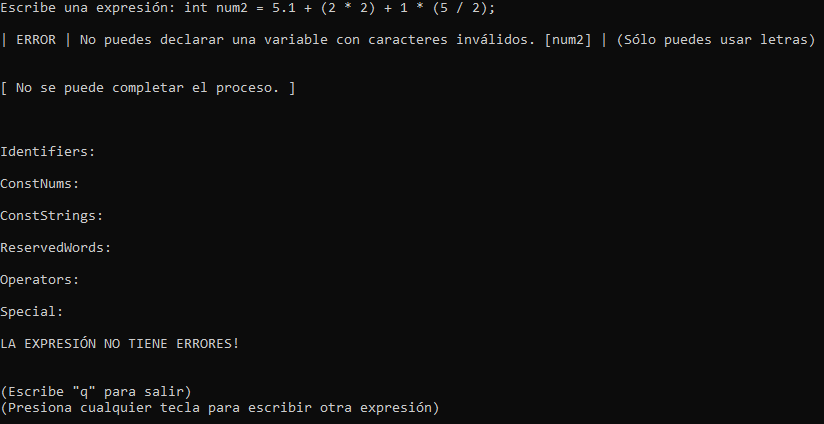 Escribe una expresión: int num2 = 5.1 + (2 * 2) + 1 * (5 / 2);
| ERROR | No puedes declarar una variable con caracteres inválidos. [num2] | (Sólo puedes usar letras)
[ No se puede completar el proceso. ]
Identifiers:
ConstNums:
ConstStrings:
ReservedWords:
Operators:
Special:
LA EXPRESIÓN NO TIENE ERRORES!
(Escribe "q" para salir)
(Presiona cualquier tecla para escribir otra expresión)